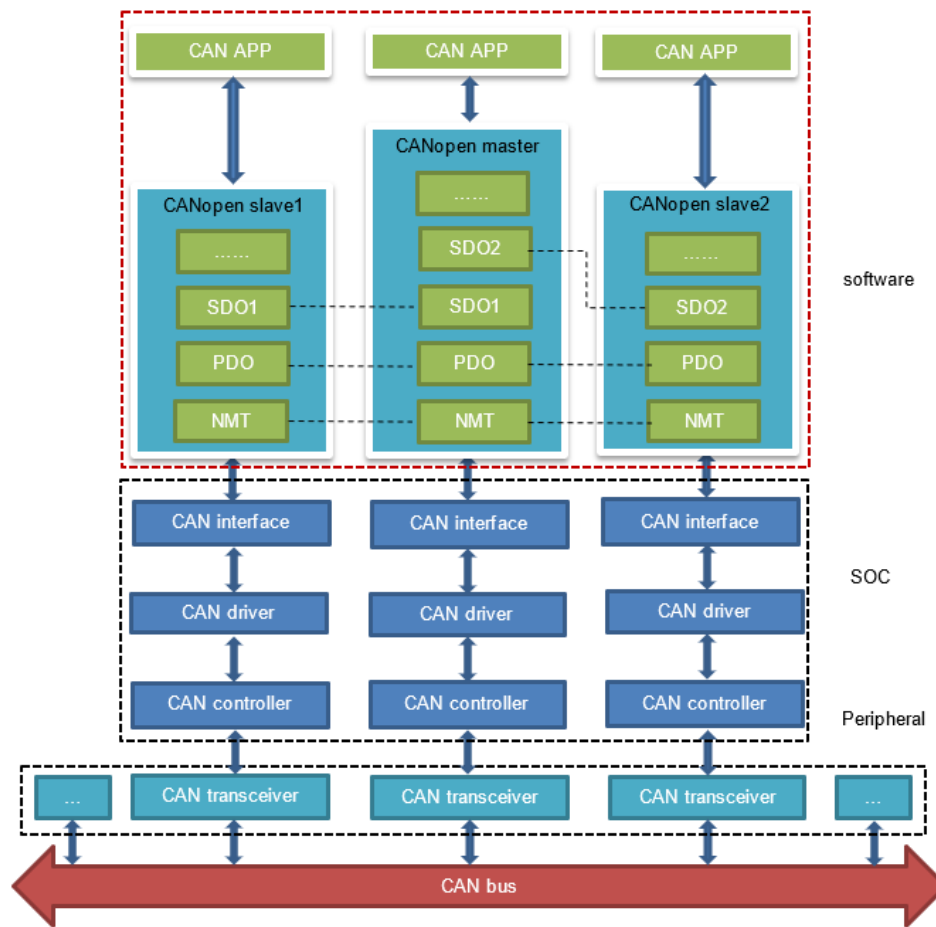 CAN APP
CAN APP
CAN APP
CANopen slave1
……
SDO1
PDO
NMT
CANopen master
……
SDO2
SDO1
PDO
NMT
CANopen slave2
……
SDO2
PDO
NMT
software
CAN interface
CAN interface
CAN interface
CAN driver
CAN driver
CAN driver
SOC
CAN controller
CAN controller
CAN controller
Peripheral
...
CAN transceiver
CAN transceiver
CAN transceiver
...
CAN bus